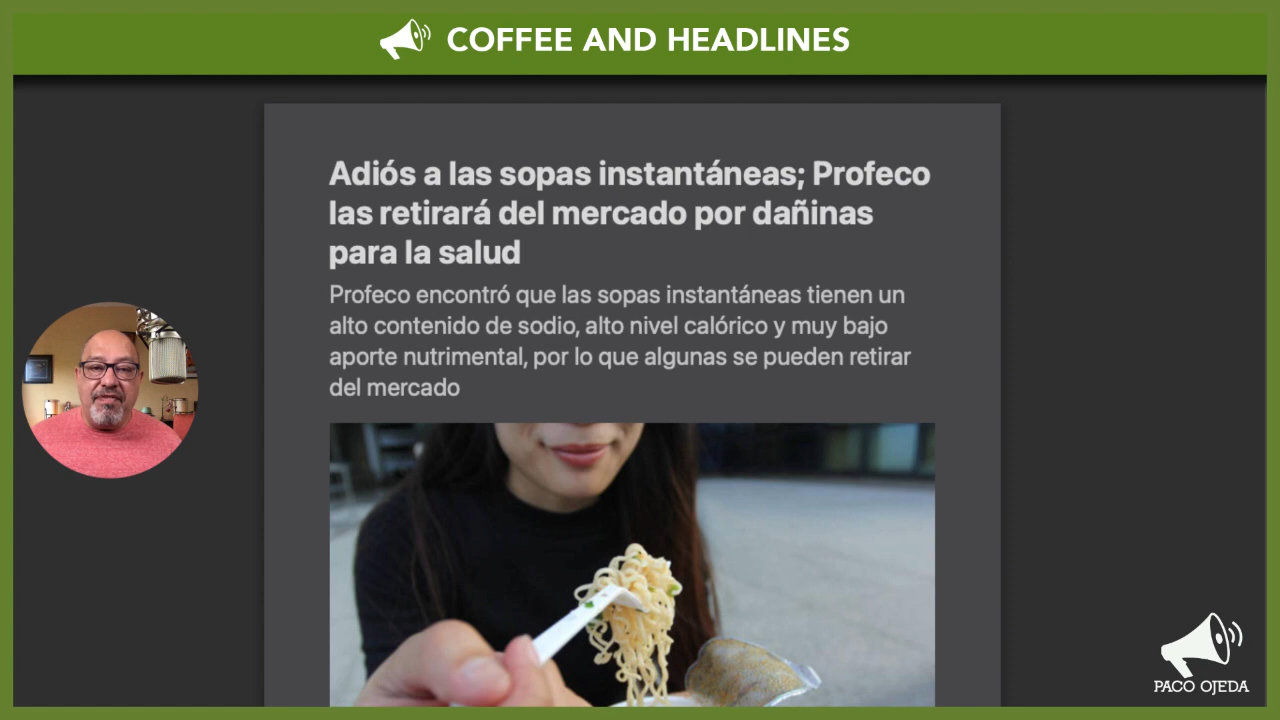 COFFEE AND HEADLINES
Adiós a las sopas instantáneas; Profeco
las retirará del mercado por dañinas
para la salud
Profeco encontró que las sopas instantáneas tienen un
alto contenido de sodio, alto nivel calórico y muy bajo
aporte nutrimental, por lo que algunas se pueden retirar
del mercado
PACO OJEDA